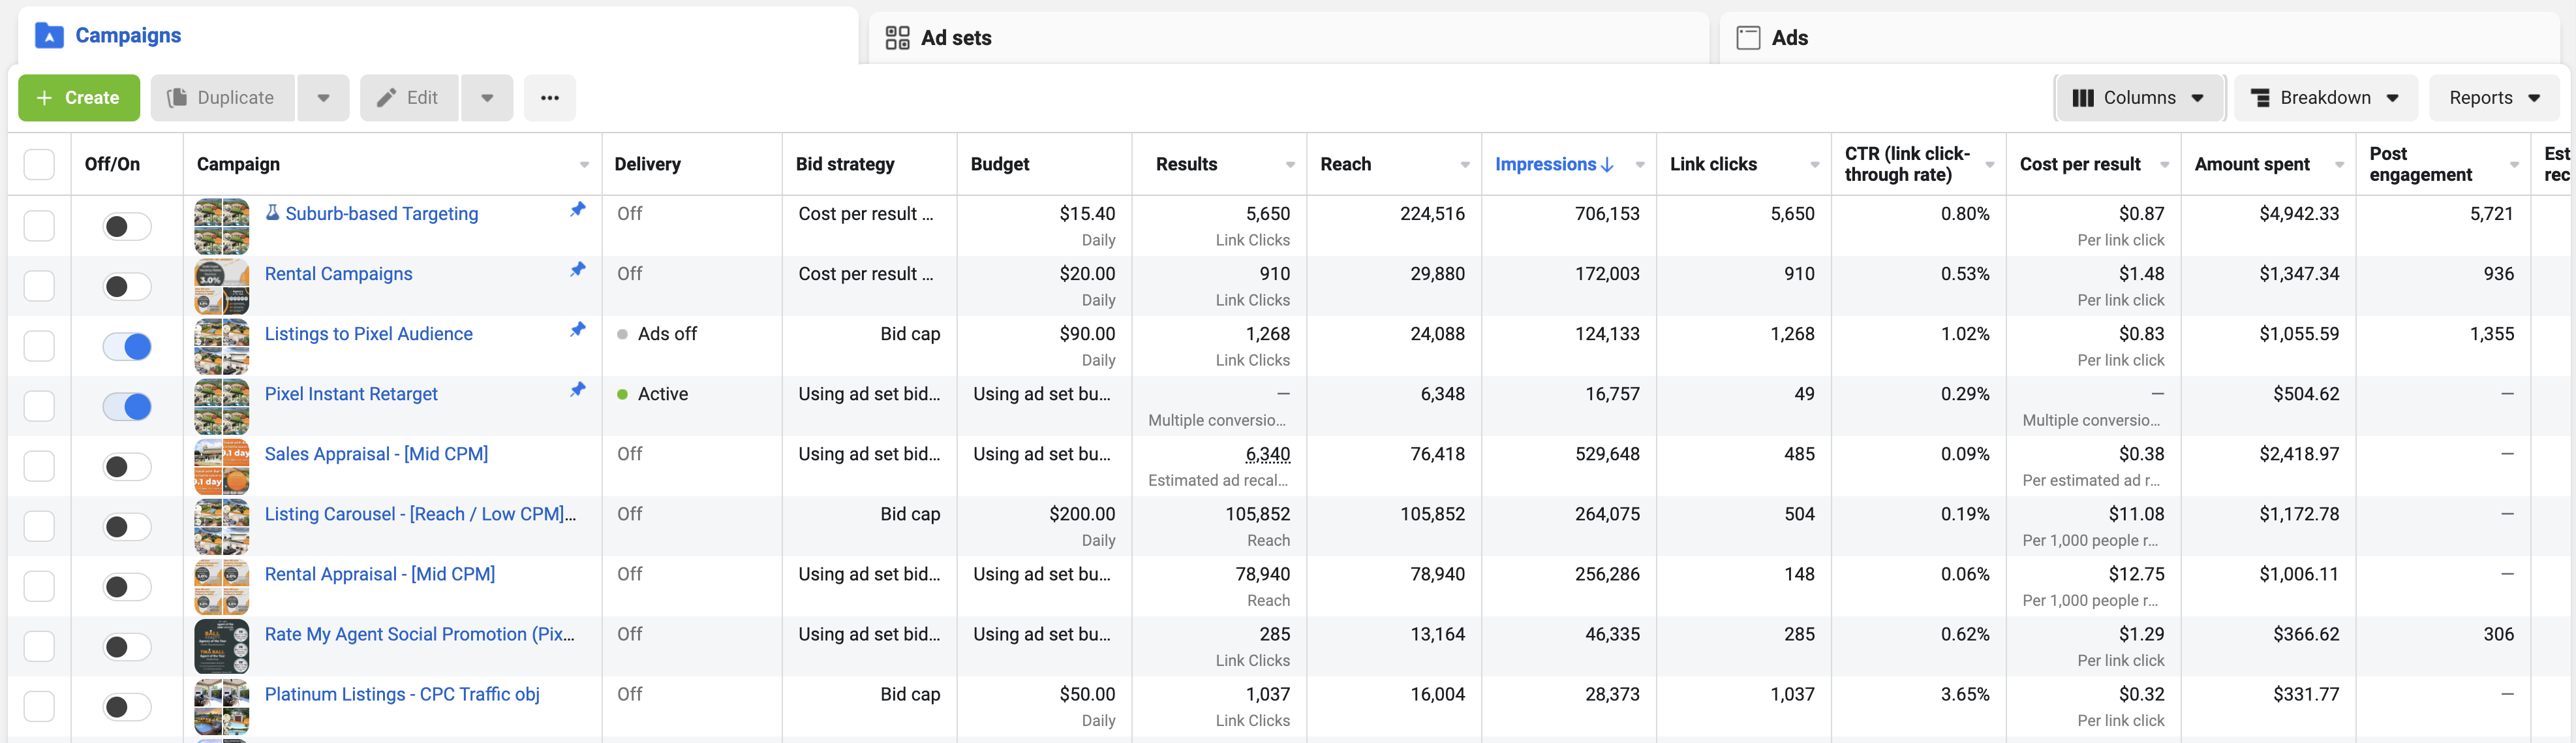 Campaigns
Ad sets
Ads
Create Duplicate Edit Columns Breakdown Reports
Off/On Campaign Delivery Bid strategy Budget Results Reach Impressions ↓ Link clicks CTR (link click-through rate) Cost per result Amount spent Post engagement Est rec
Suburb-based Targeting Off Cost per result ... $15.40 5,650 224,516 706,153 5,650 0.80% $0.87 $4,942.33 5,721
Daily Link Clicks Per link click
Rental Campaigns Off Cost per result ... $20.00 910 29,880 172,003 910 0.53% $1.48 $1,347.34 936
Daily Link Clicks Per link click
Listings to Pixel Audience Ads off Bid cap $90.00 1,268 24,088 124,133 1,268 1.02% $0.83 $1,055.59 1,355
Daily Link Clicks Per link click
Pixel Instant Retarget Active Using ad set bid... Using ad set bu... — 6,348 16,757 49 0.29% — $504.62 —
Multiple conversio... Multiple conversio...
Sales Appraisal - [Mid CPM] Off Using ad set bid... Using ad set bu... 6,340 76,418 529,648 485 0.09% $0.38 $2,418.97 —
Estimated ad recal... Per estimated ad r...
Listing Carousel - [Reach / Low CPM]... Off Bid cap $200.00 105,852 105,852 264,075 504 0.19% $11.08 $1,172.78 —
Daily Reach Per 1,000 people r...
Rental Appraisal - [Mid CPM] Off Using ad set bid... Using ad set bu... 78,940 78,940 256,286 148 0.06% $12.75 $1,006.11 —
Reach Per 1,000 people r...
Rate My Agent Social Promotion (Pix... Off Using ad set bid... Using ad set bu... 285 13,164 46,335 285 0.62% $1.29 $366.62 306
Link Clicks Per link click
Platinum Listings - CPC Traffic obj Off Bid cap $50.00 1,037 16,004 28,373 1,037 3.65% $0.32 $331.77 —
Daily Link Clicks Per link click